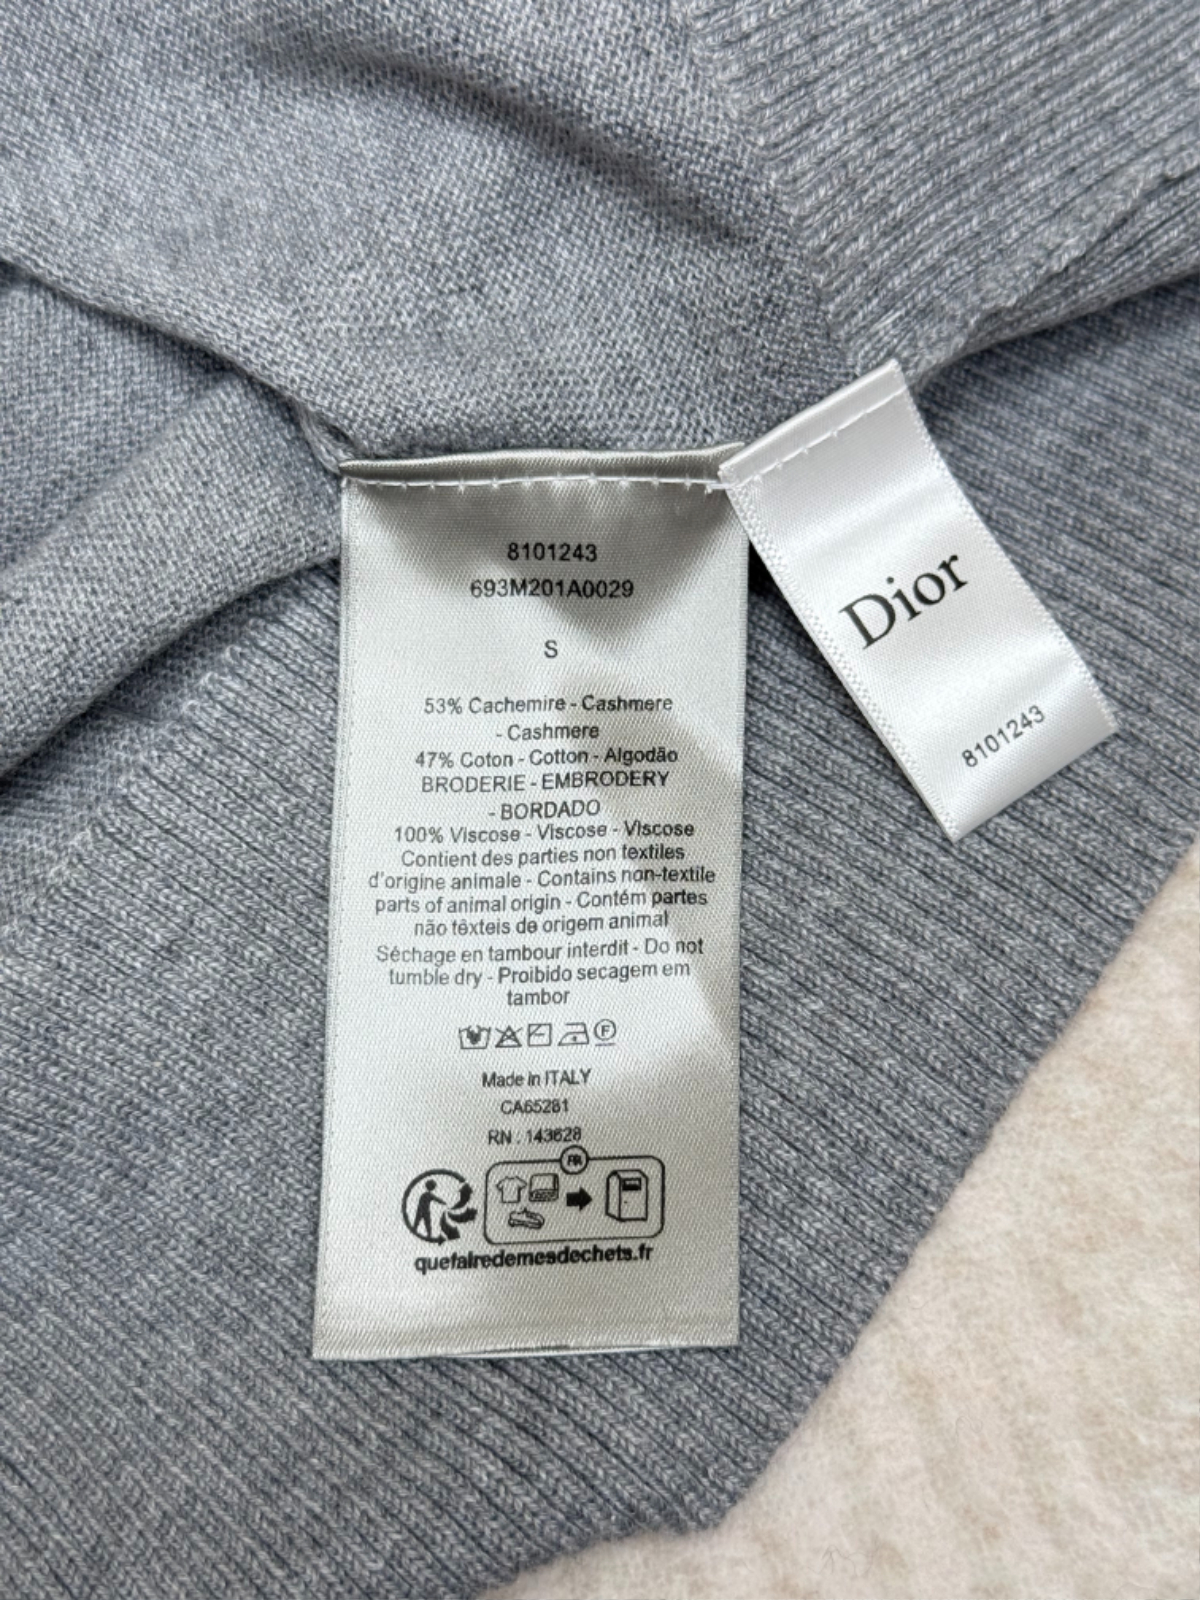 8101243
693M201A0029
S
53% Cachemire - Cashmere
- Cashmere
47% Coton - Cotton - Algodão
BRODERIE - EMBRODERY
- BORDADO
100% Viscose - Viscose - Viscose
Contient des parties non textiles
d'origine animale - Contains non-textile
parts of animal origin - Contém partes
não têxteis de origem animal
Séchage en tambour interdit - Do not
tumble dry - Proibido secagem em
tambor
F
Made in ITALY
CA65281
RN : 143628
FR
quefairedemesdechets.fr
Dior
8101243